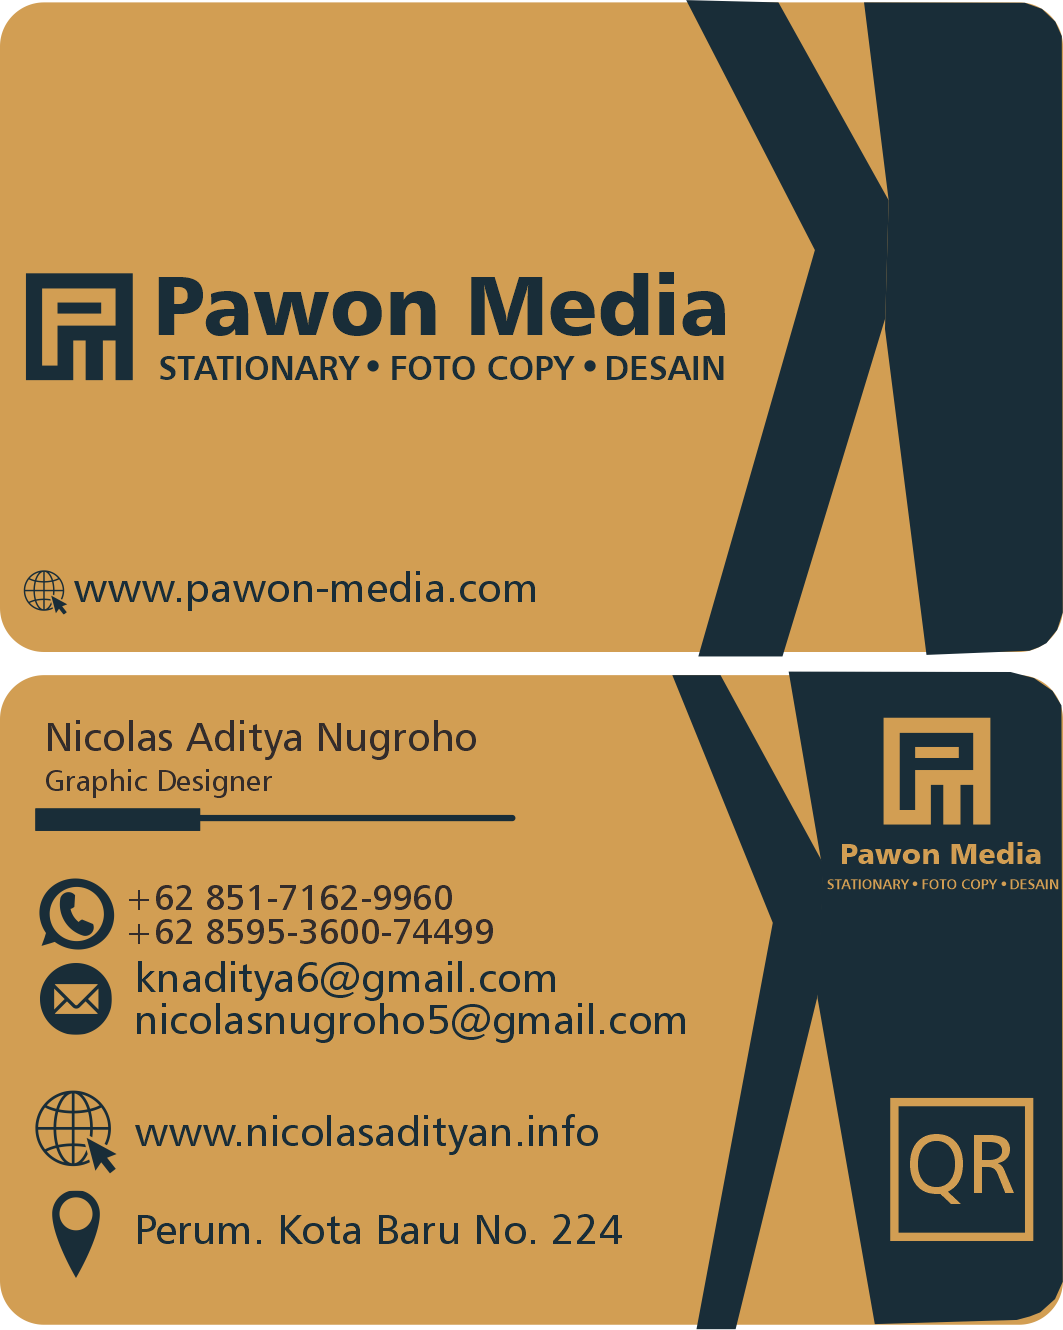 Pawon Media
STATIONARY • FOTO COPY • DESAIN
www.pawon-media.com
Nicolas Aditya Nugroho
Graphic Designer
+62 851-7162-9960
+62 8595-3600-74499
knaditya6@gmail.com
nicolasnugroho5@gmail.com
www.nicolasadityan.info
Perum. Kota Baru No. 224
Pawon Media
STATIONARY • FOTO COPY • DESAIN
QR